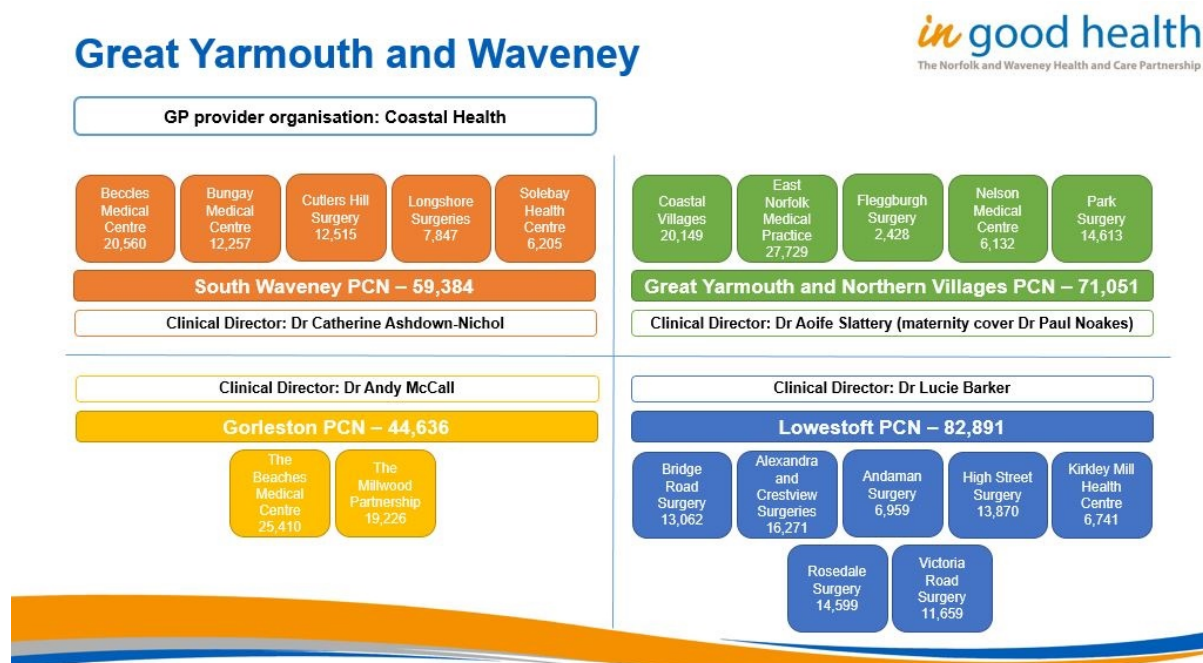 Great Yarmouth and Waveney
in good health
The Norfolk and Waveney Health and Care Partnership
GP provider organisation: Coastal Health
Beccles
Medical
Centre
20,560
Bungay
Medical
Centre
12,257
Cutlers Hill
Surgery
12,515
Longshore
Surgeries
7,847
Solebay
Health
Centre
6,205
South Waveney PCN – 59,384
Clinical Director: Dr Catherine Ashdown-Nichol
Coastal
Villages
20,149
East
Norfolk
Medical
Practice
27,729
Fleggburgh
Surgery
2,428
Nelson
Medical
Centre
6,132
Park
Surgery
14,613
Great Yarmouth and Northern Villages PCN – 71,051
Clinical Director: Dr Aoife Slattery (maternity cover Dr Paul Noakes)
Clinical Director: Dr Andy McCall
Gorleston PCN – 44,636
The
Beaches
Medical
Centre
25,410
The
Millwood
Partnership
19,226
Clinical Director: Dr Lucie Barker
Lowestoft PCN – 82,891
Bridge
Road
Surgery
13,062
Alexandra
and
Crestview
Surgeries
16,271
Andaman
Surgery
6,959
High Street
Surgery
13,870
Kirkley Mill
Health
Centre
6,741
Rosedale
Surgery
14,599
Victoria
Road
Surgery
11,659